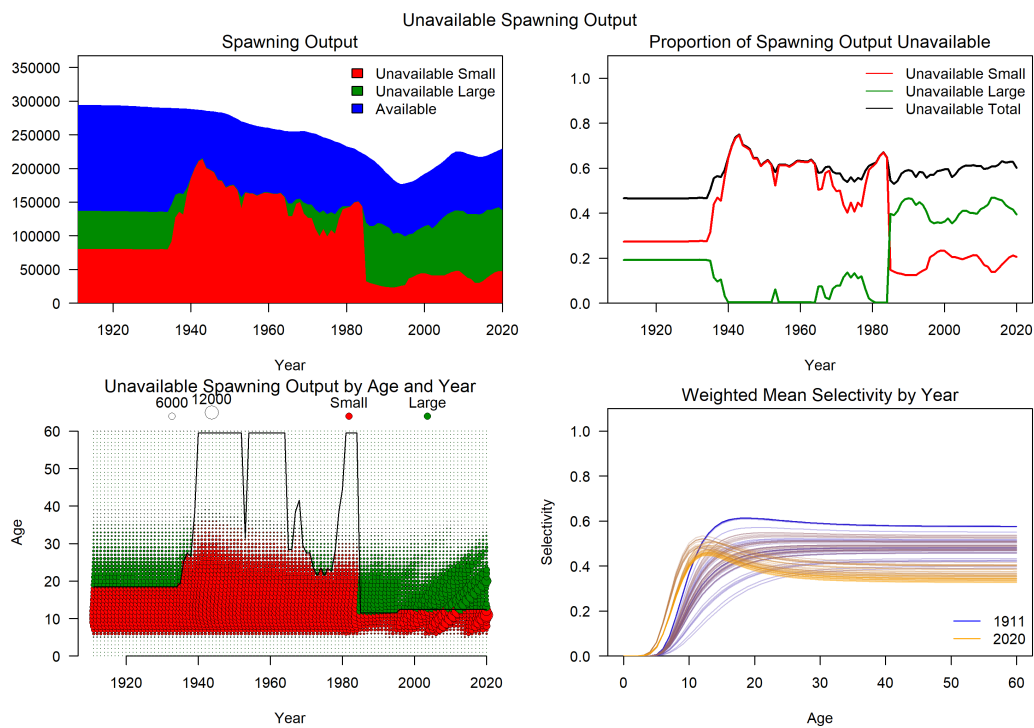 Unavailable Spawning Output
Spawning Output
350000
300000
250000
200000
150000
100000
50000
0
Unavailable Small
Unavailable Large
Available
1920 1940 1960 1980 2000 2020
Year
Proportion of Spawning Output Unavailable
1.0
0.8
0.6
0.4
0.2
0.0
Unavailable Small
Unavailable Large
Unavailable Total
1920 1940 1960 1980 2000 2020
Year
Unavailable Spawning Output by Age and Year
6000 12000 Small Large
Age
60
50
40
30
20
10
0
1920 1940 1960 1980 2000 2020
Year
Weighted Mean Selectivity by Year
Selectivity
1.0
0.8
0.6
0.4
0.2
0.0
1911
2020
0 10 20 30 40 50 60
Age